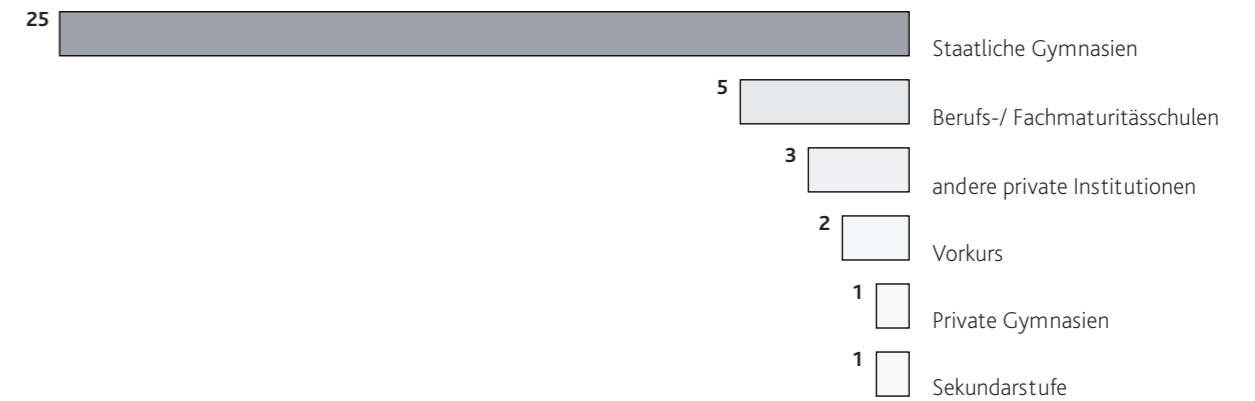 25 Staatliche Gymnasien
5 Berufs-/ Fachmaturitässchulen
3 andere private Institutionen
2 Vorkurs
1 Private Gymnasien
1 Sekundarstufe